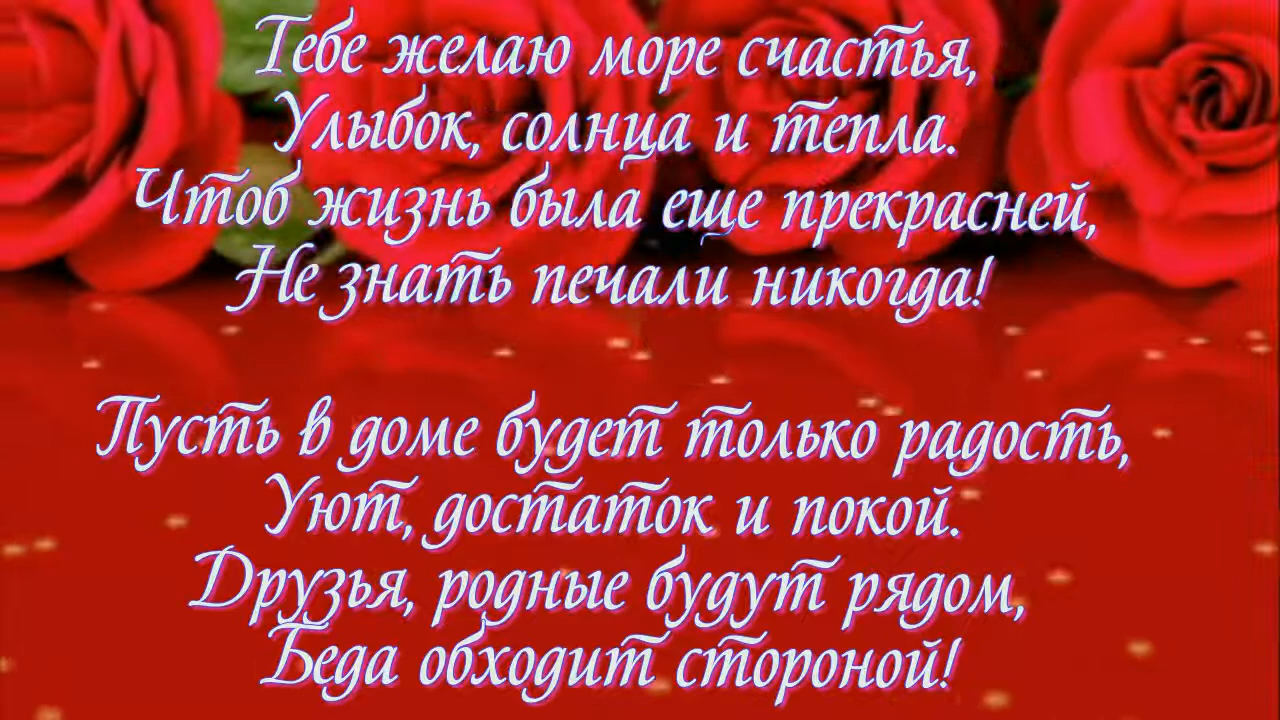 Тебе желаю море счастья,
Улыбок, солнца и тепла.
Чтоб жизнь была еще прекрасней,
Не знать печали никогда!
Пусть в доме будет только радость,
Уют, достаток и покой.
Друзья, родные будут рядом,
Беда обходит стороной!